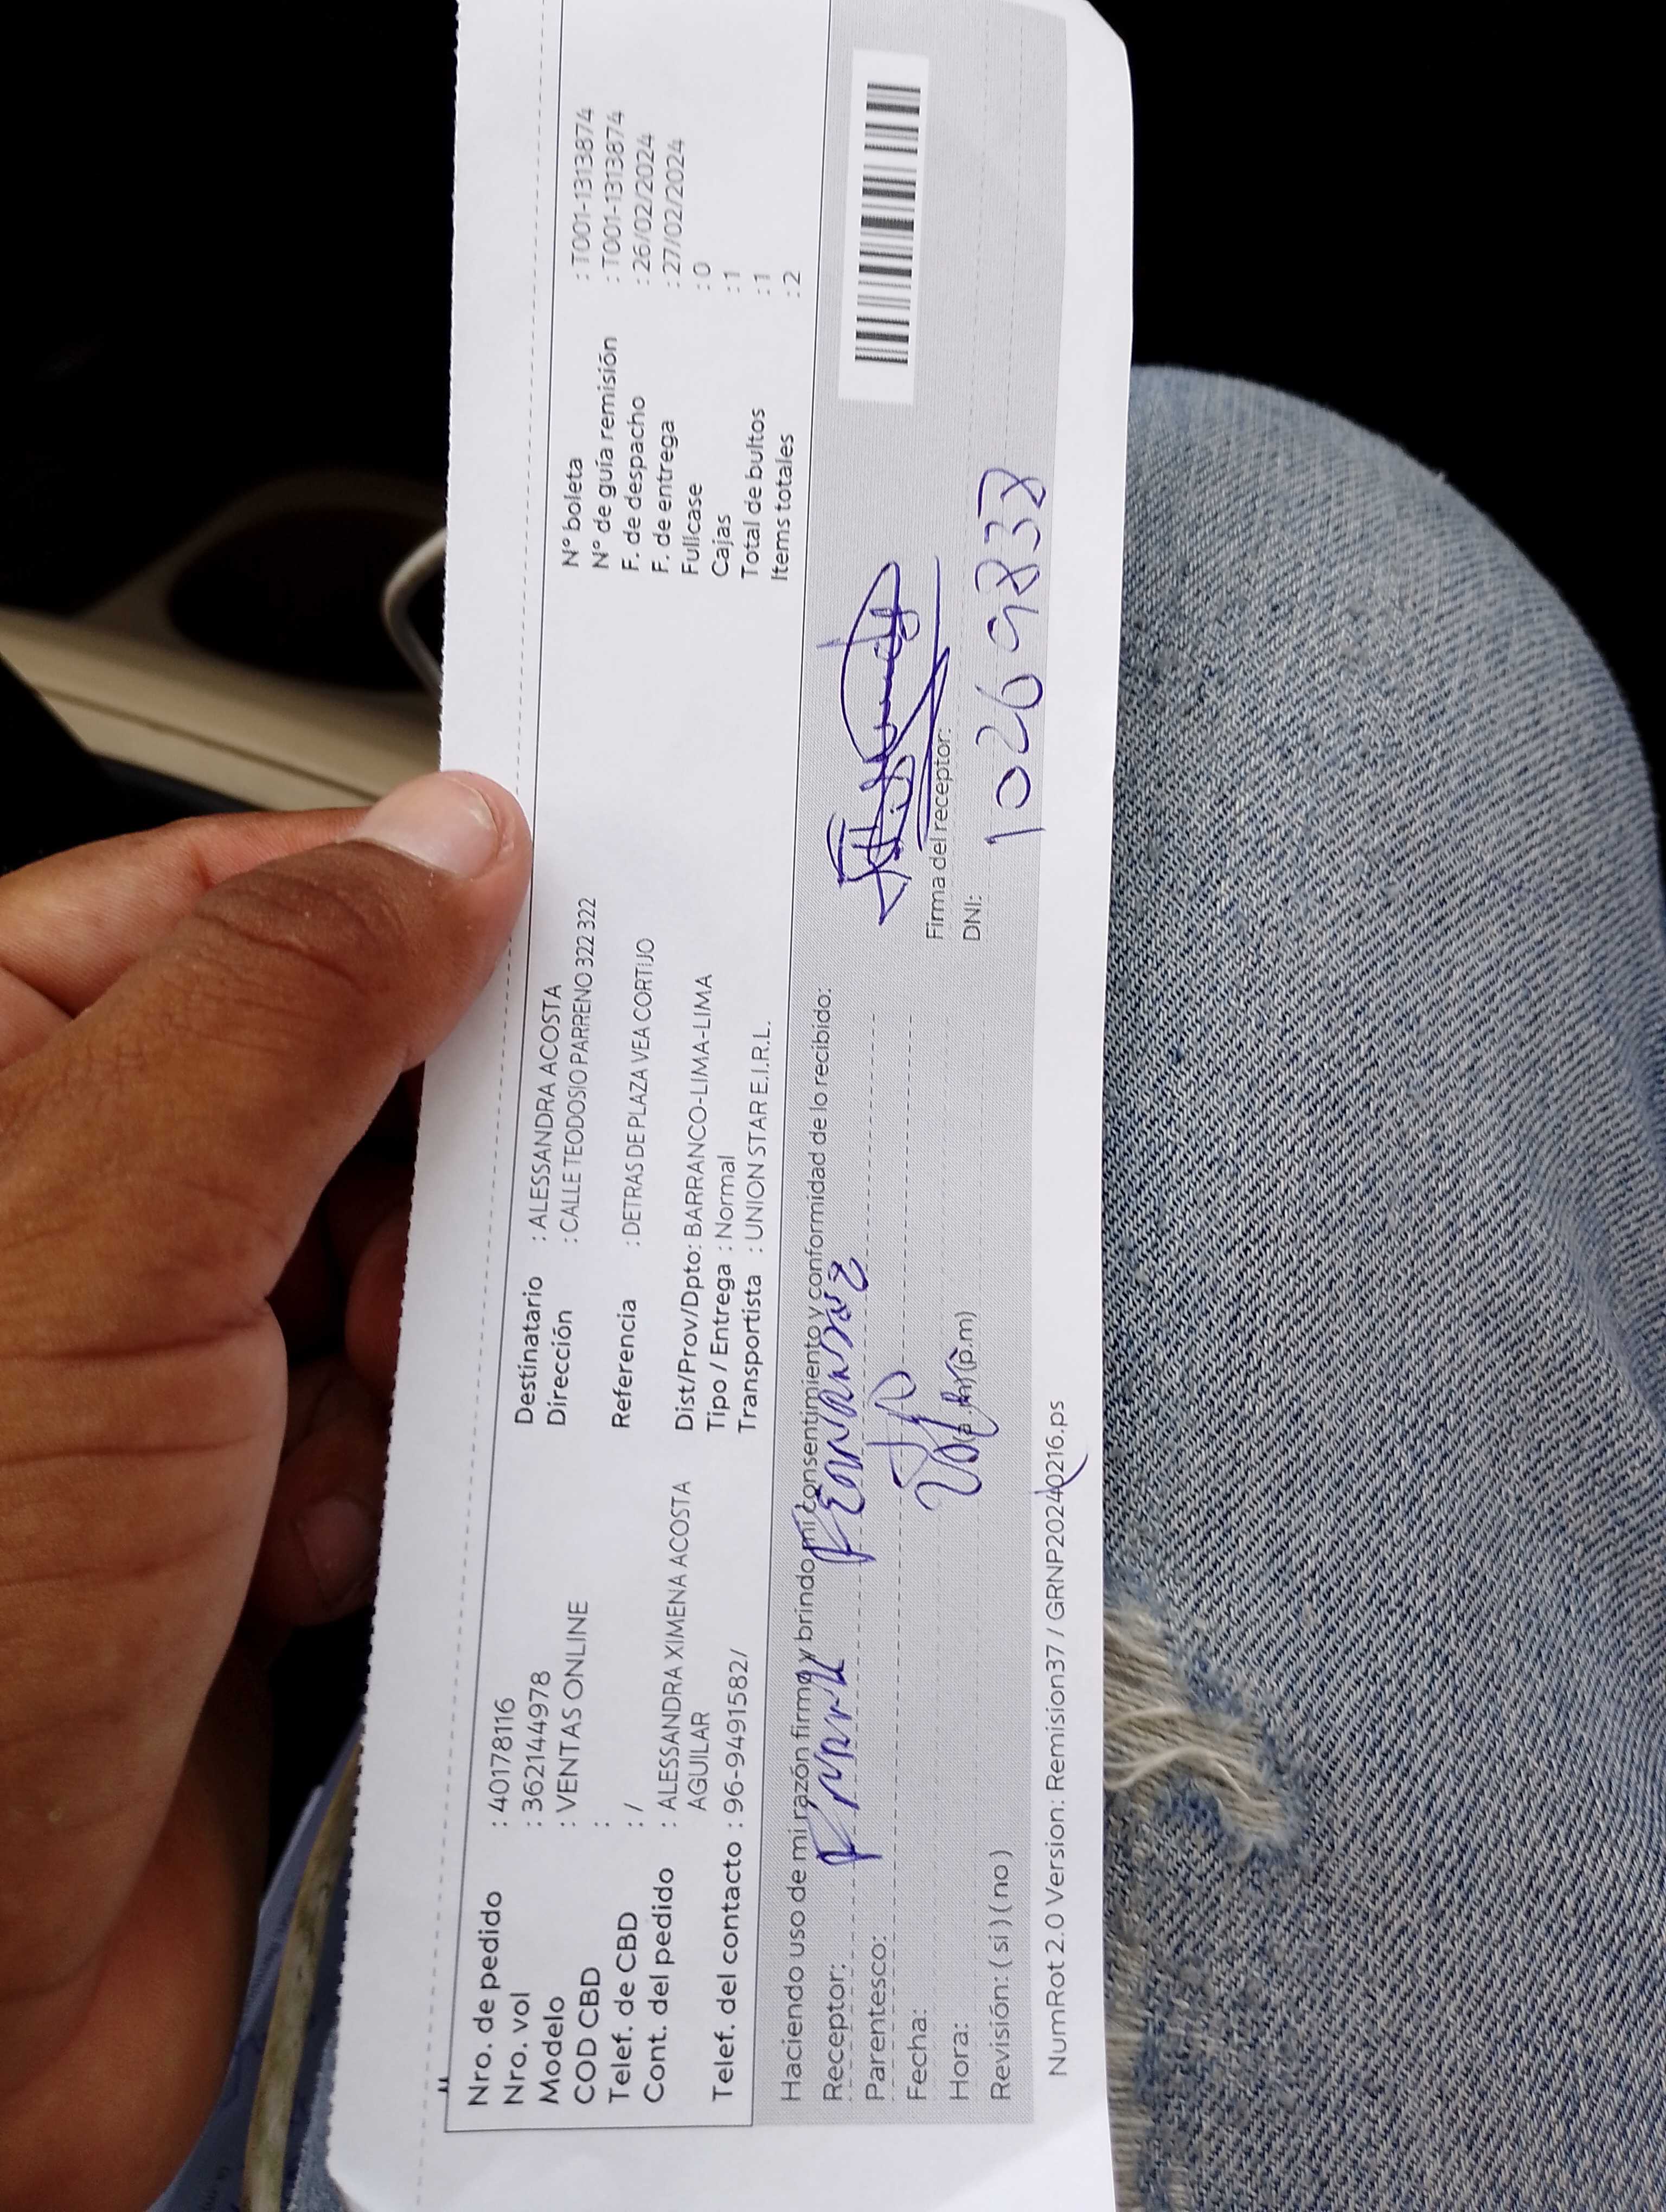 Nro. de pedido : 40178116
Nro. vol : 362144978
Modelo : VENTAS ONLINE
COD CBD :
Telef. de CBD : /
Cont. del pedido : ALESSANDRA XIMENA ACOSTA
AGUILAR
Telef. del contacto : 96-9491582/
Destinatario : ALESSANDRA ACOSTA
Dirección : CALLE TEODOSIO PARRENO 322 322
Referencia : DETRAS DE PLAZA VEA CORTIJO
Dist/Prov/Dpto: BARRANCO-LIMA-LIMA
Tipo / Entrega : Normal
Transportista : UNION STAR E.I.R.L.
N° boleta : T001-1313874
N° de guía remisión : T001-1313874
F. de despacho : 26/02/2024
F. de entrega : 27/02/2024
Fullcase : 0
Cajas : 1
Total de bultos : 1
Items totales : 2
Haciendo uso de mi razón firmo y brindo mi consentimiento y conformidad de lo recibido:
Receptor:
Parentesco:
Fecha:
Hora: (p.m)
Revisión: ( si ) ( no )
Firma del receptor:
DNI:
NumRot 2.0 Version: Remision37 / GRNP20240216.ps